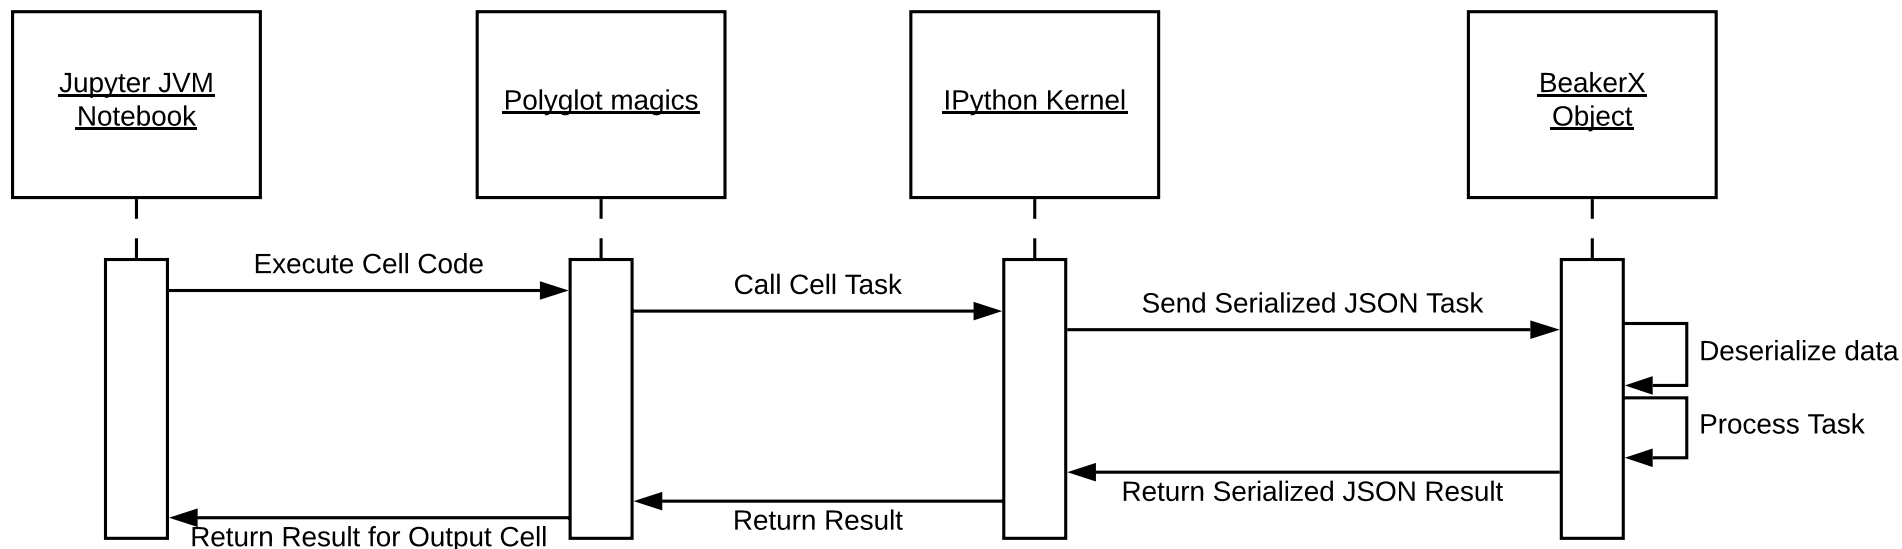 Jupyter JVM
Notebook
Polyglot magics
IPython Kernel
BeakerX
Object
Execute Cell Code
Call Cell Task
Send Serialized JSON Task
Deserialize data
Process Task
Return Serialized JSON Result
Return Result
Return Result for Output Cell